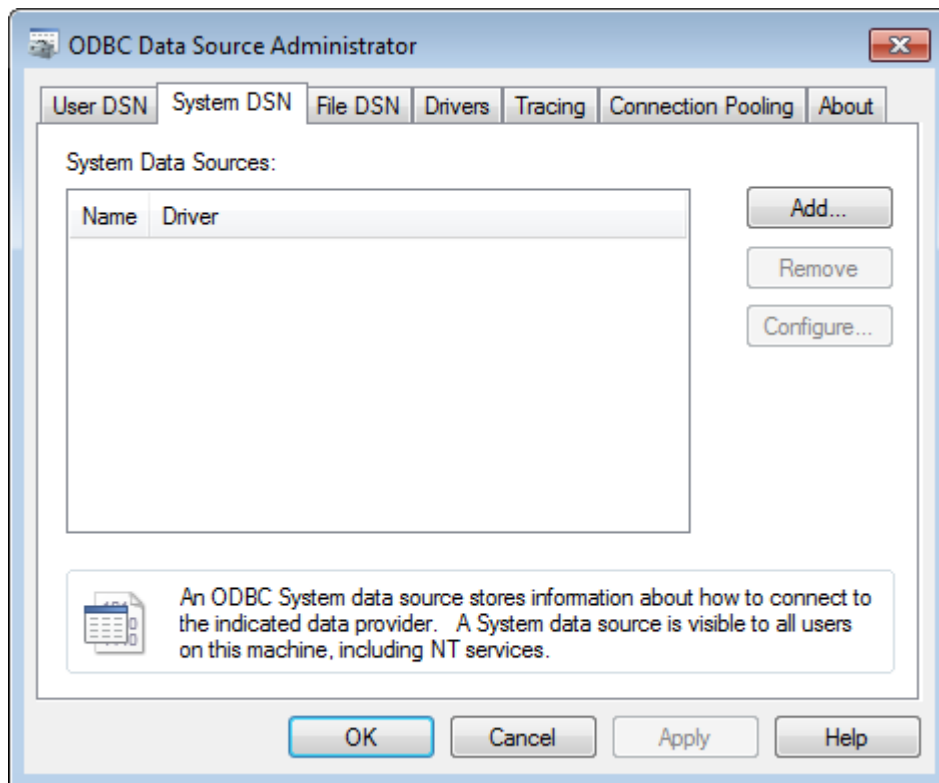 ODBC Data Source Administrator
User DSN System DSN File DSN Drivers Tracing Connection Pooling About
System Data Sources:
Name Driver
Add...
Remove
Configure...
An ODBC System data source stores information about how to connect to
the indicated data provider. A System data source is visible to all users
on this machine, including NT services.
OK Cancel Apply Help